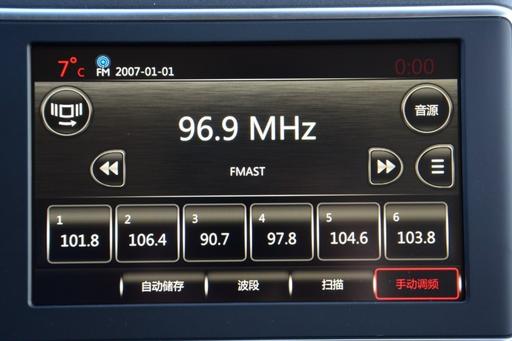 7°C FM 2007-01-01 0:00
音源
96.9 MHz
FMAST
1 2 3 4 5 6
101.8 106.4 90.7 97.8 104.6 103.8
自动储存 波段 扫描 手动调频